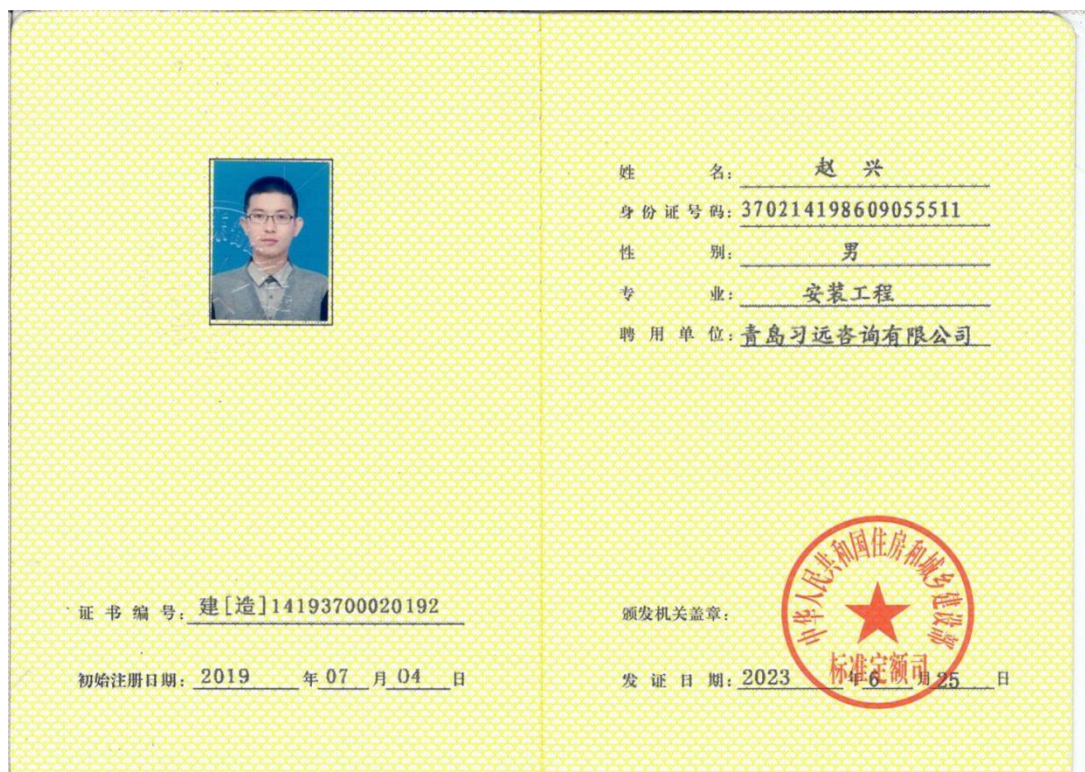 证书编号: 建[造]14193700020192
初始注册日期: 2019 年 07 月 04 日
姓名: 赵兴
身份证号码: 370214198609055511
性别: 男
专业: 安装工程
聘用单位: 青岛习远咨询有限公司
颁发机关盖章:
中华人民共和国住房和城乡建设部
标准定额司
发证日期: 2023 年 6 月 25 日